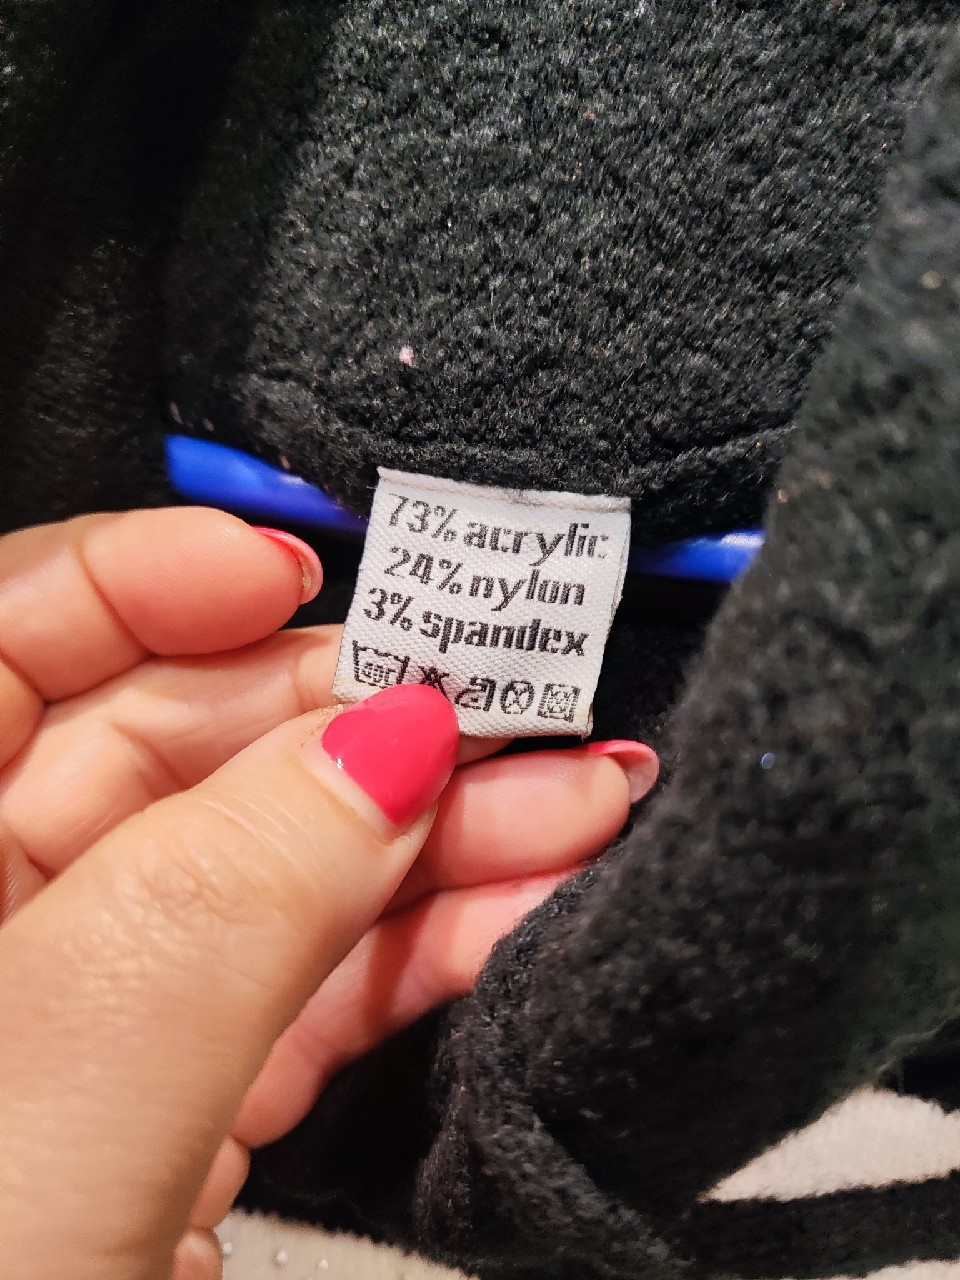 73% acrylic
24% nylon
3% spandex